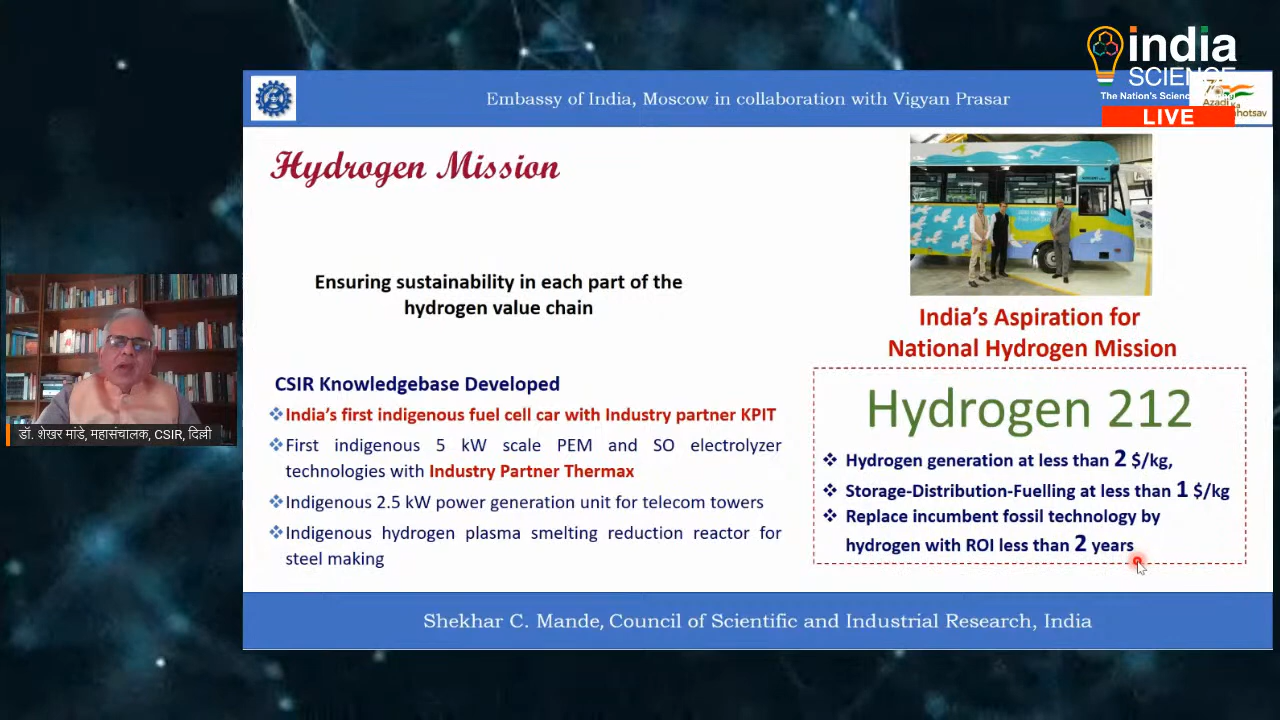 india
SCIENCE
The Nation's Science
LIVE
Azadi
Ka
hotsav
Embassy of India, Moscow in collaboration with Vigyan Prasar
Hydrogen Mission
Ensuring sustainability in each part of the
hydrogen value chain
CSIR Knowledgebase Developed
❖India's first indigenous fuel cell car with Industry partner KPIT
❖First indigenous 5 kW scale PEM and SO electrolyzer
technologies with Industry Partner Thermax
❖Indigenous 2.5 kW power generation unit for telecom towers
❖Indigenous hydrogen plasma smelting reduction reactor for
steel making
India's Aspiration for
National Hydrogen Mission
Hydrogen 212
❖ Hydrogen generation at less than 2 $/kg,
❖ Storage-Distribution-Fuelling at less than 1 $/kg
❖ Replace incumbent fossil technology by
hydrogen with ROI less than 2 years
डॉ. शेखर मांडे, महासंचालक, CSIR, दिल्ली
Shekhar C. Mande, Council of Scientific and Industrial Research, India